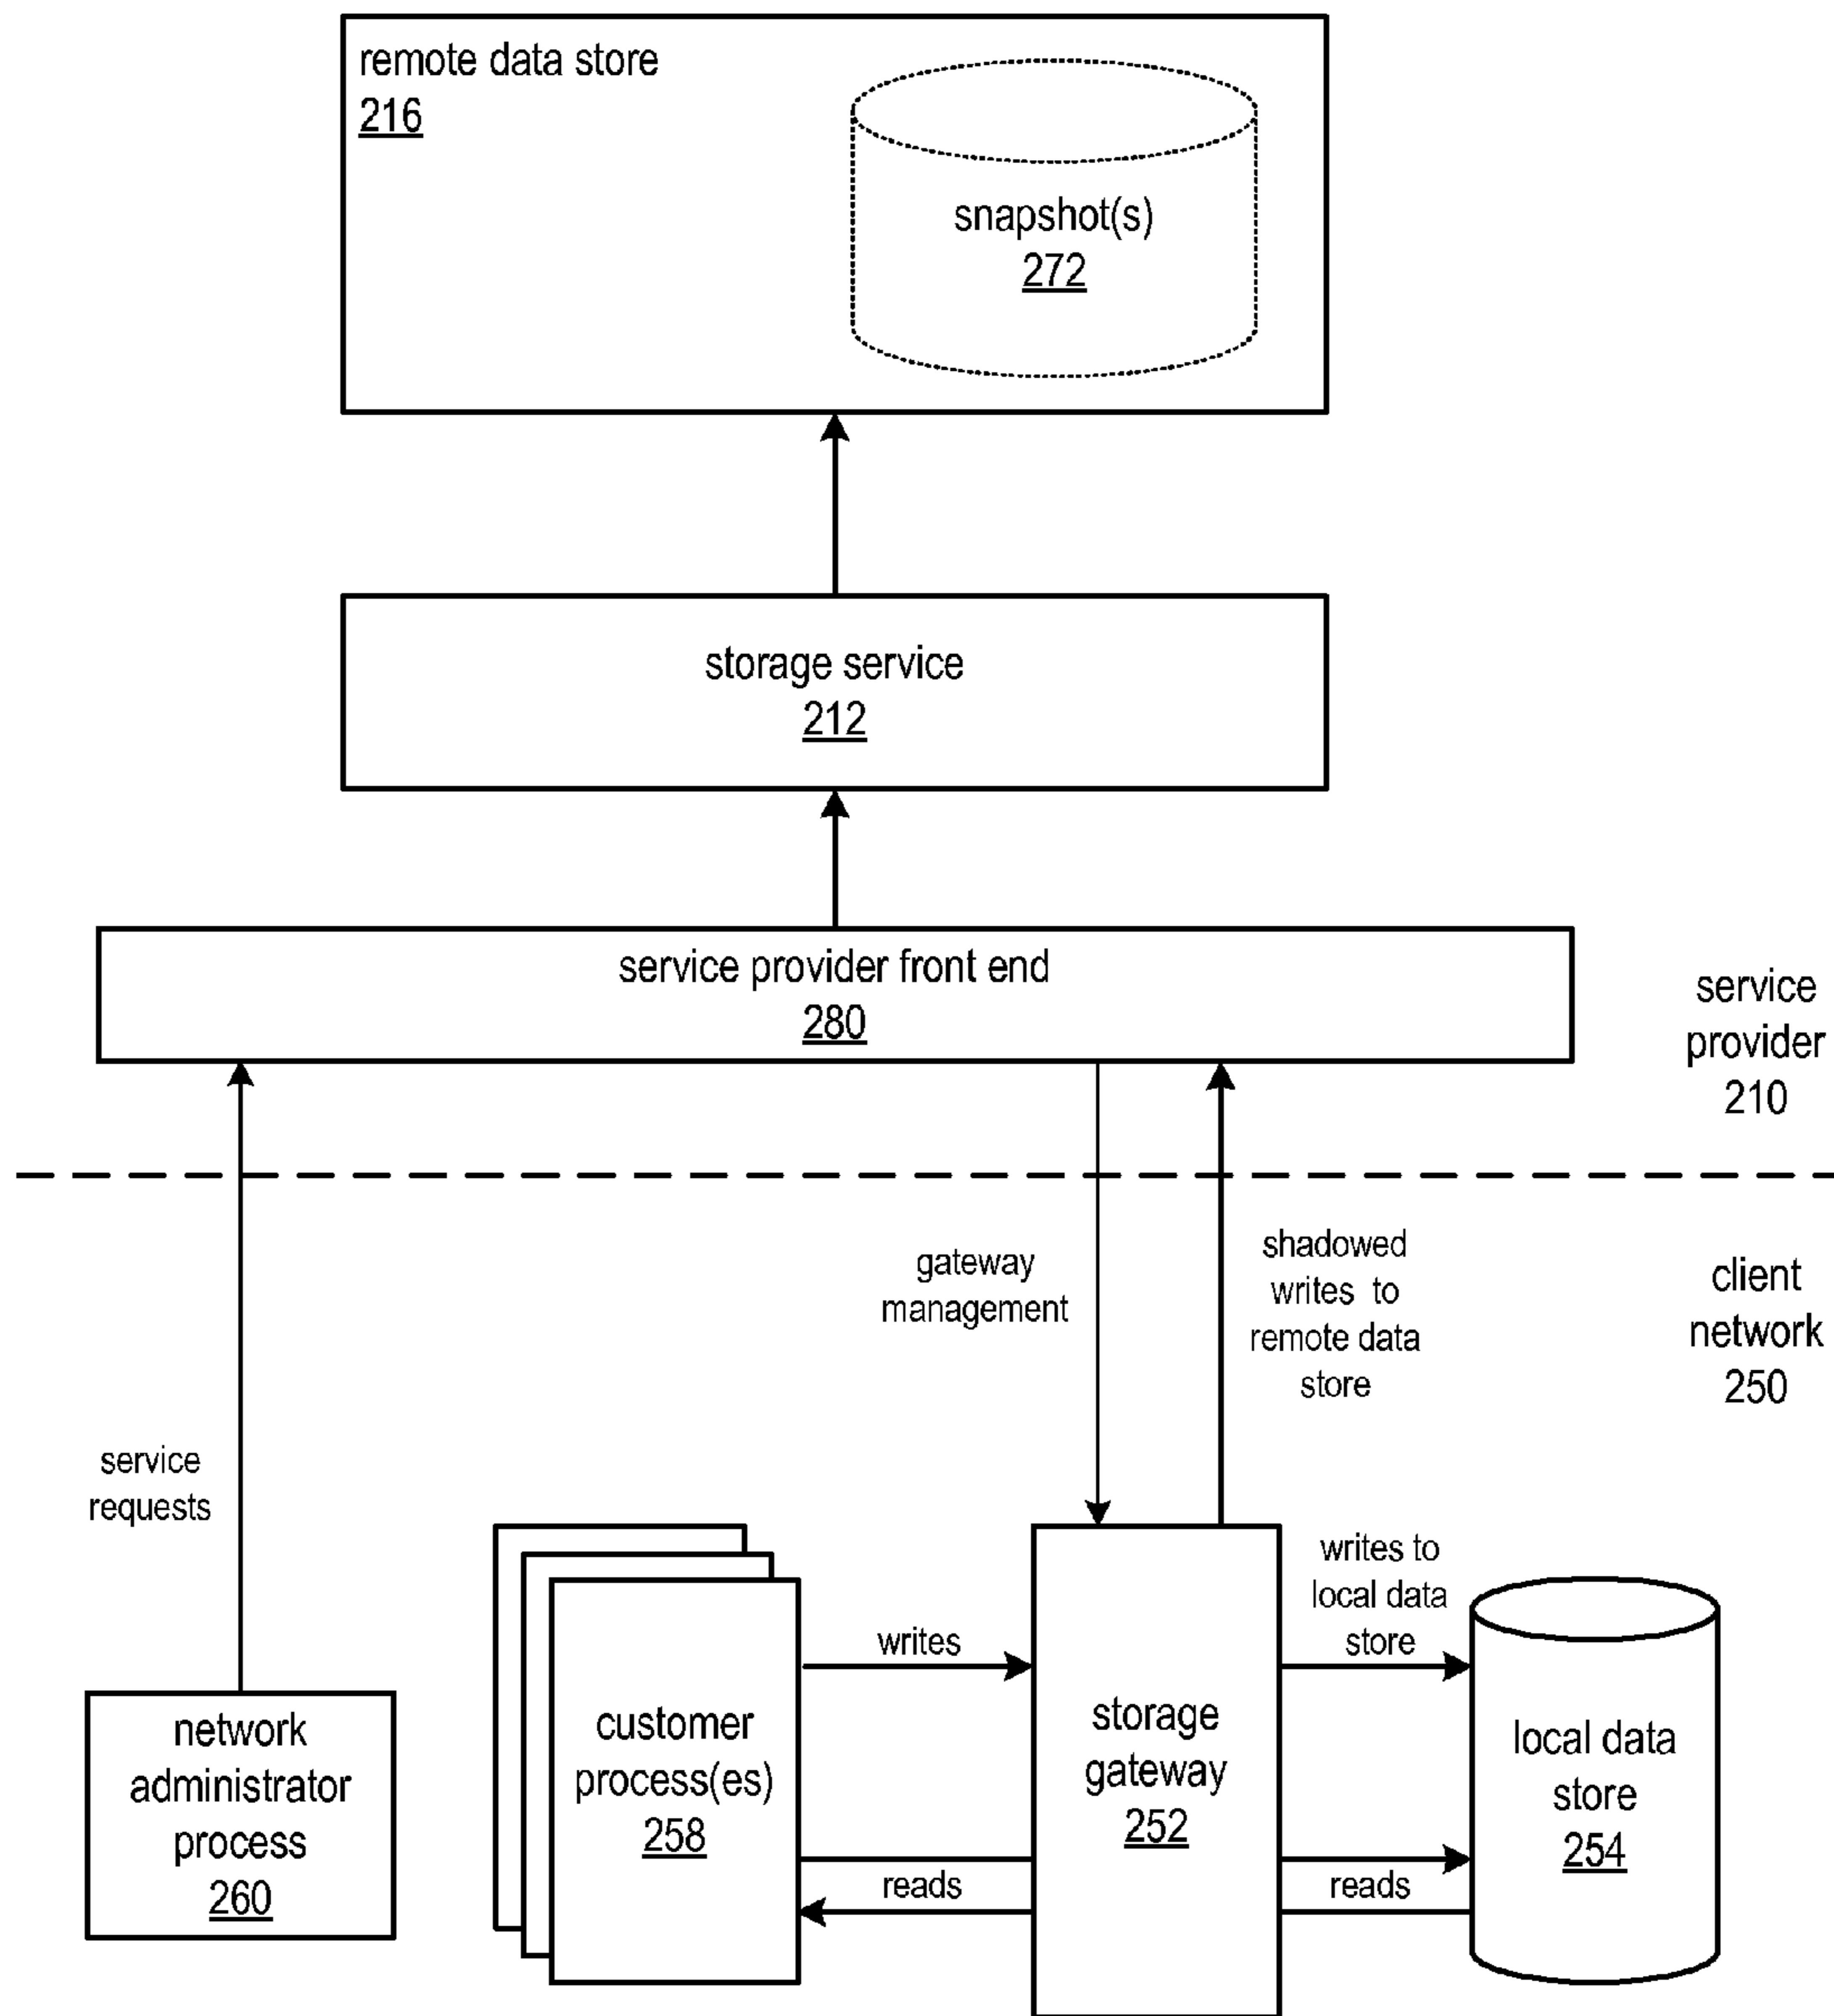 remote data store
216
snapshot(s)
272
storage service
212
service provider front end
280
service
provider
210
gateway
management
shadowed
writes to
remote data
store
client
network
250
service
requests
writes to
local data
store
writes
network
administrator
process
260
customer
process(es)
258
storage
gateway
252
local data
store
254
reads
reads